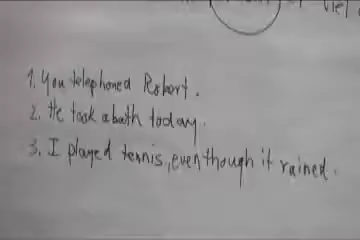 1. You telephoned Robert.
2. He took a bath today.
3. I played tennis, even though it rained.